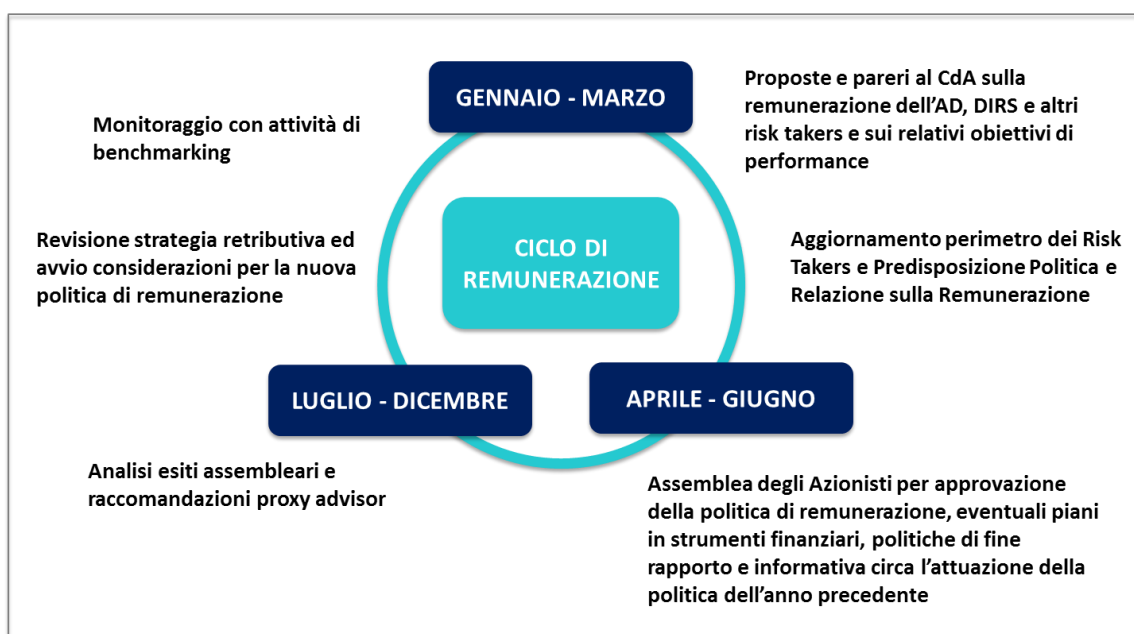 GENNAIO - MARZO
Proposte e pareri al CdA sulla
remunerazione dell'AD, DIRS e altri
risk takers e sui relativi obiettivi di
performance
Aggiornamento perimetro dei Risk
Takers e Predisposizione Politica e
Relazione sulla Remunerazione
CICLO DI
REMUNERAZIONE
APRILE - GIUGNO
Assemblea degli Azionisti per approvazione
della politica di remunerazione, eventuali piani
in strumenti finanziari, politiche di fine
rapporto e informativa circa l'attuazione della
politica dell'anno precedente
LUGLIO - DICEMBRE
Analisi esiti assembleari e
raccomandazioni proxy advisor
Revisione strategia retributiva ed
avvio considerazioni per la nuova
politica di remunerazione
Monitoraggio con attività di
benchmarking